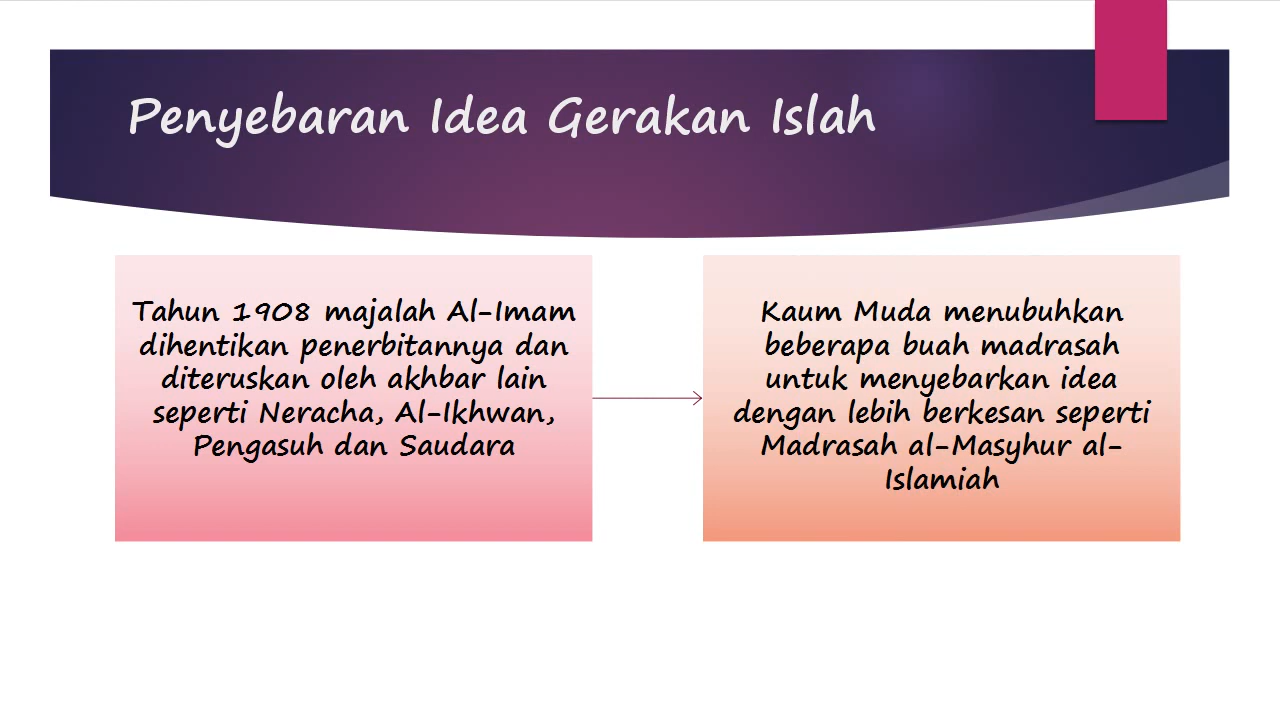 Penyebaran Idea Gerakan Islah
Tahun 1908 majalah Al-Imam
dihentikan penerbitannya dan
diteruskan oleh akhbar lain
seperti Neracha, Al-Ikhwan,
Pengasuh dan Saudara
Kaum Muda menubuhkan
beberapa buah madrasah
untuk menyebarkan idea
dengan lebih berkesan seperti
Madrasah al-Masyhur al-
Islamiah